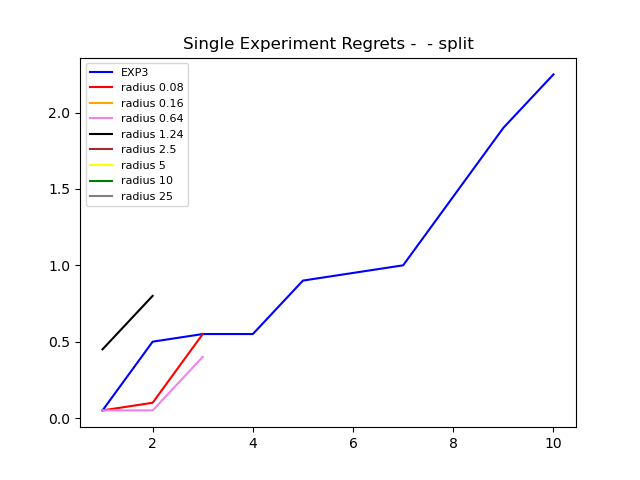 Single Experiment Regrets -  - split
EXP3
radius 0.08
radius 0.16
radius 0.64
radius 1.24
radius 2.5
radius 5
radius 10
radius 25
2.0
1.5
1.0
0.5
0.0
2 4 6 8 10